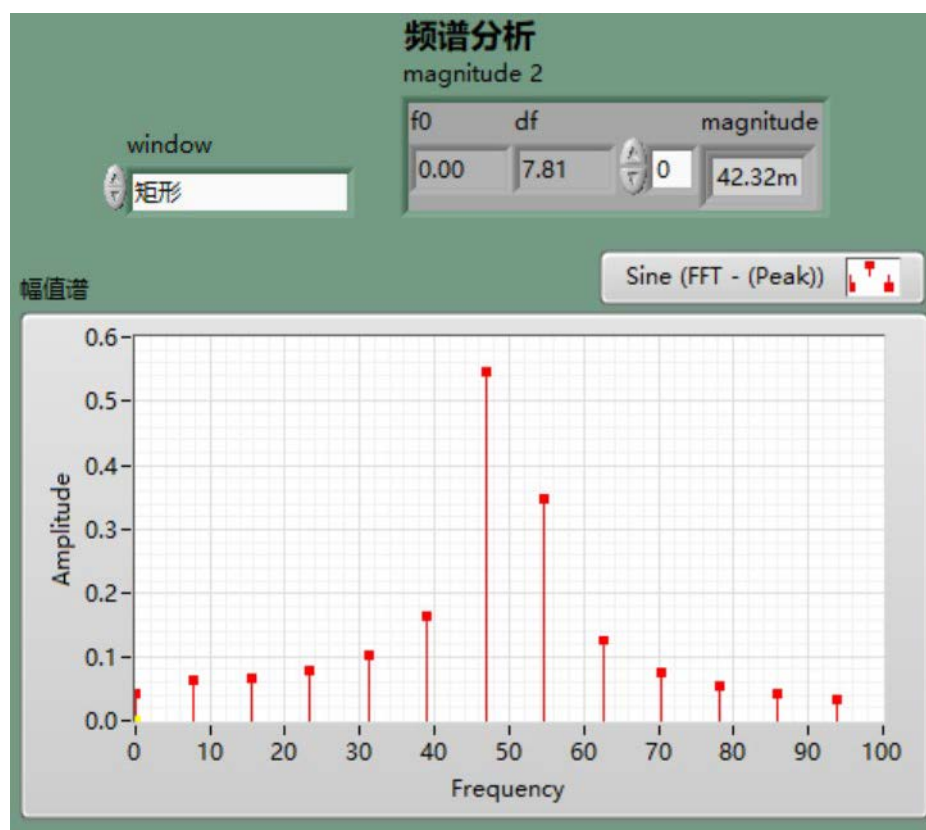 频谱分析
magnitude 2
f0 df magnitude
0.00 7.81 0 42.32m
window
矩形
幅值谱
Sine (FFT - (Peak))
0.6
0.5
0.4
0.3
0.2
0.1
0.0
Amplitude
0 10 20 30 40 50 60 70 80 90 100
Frequency